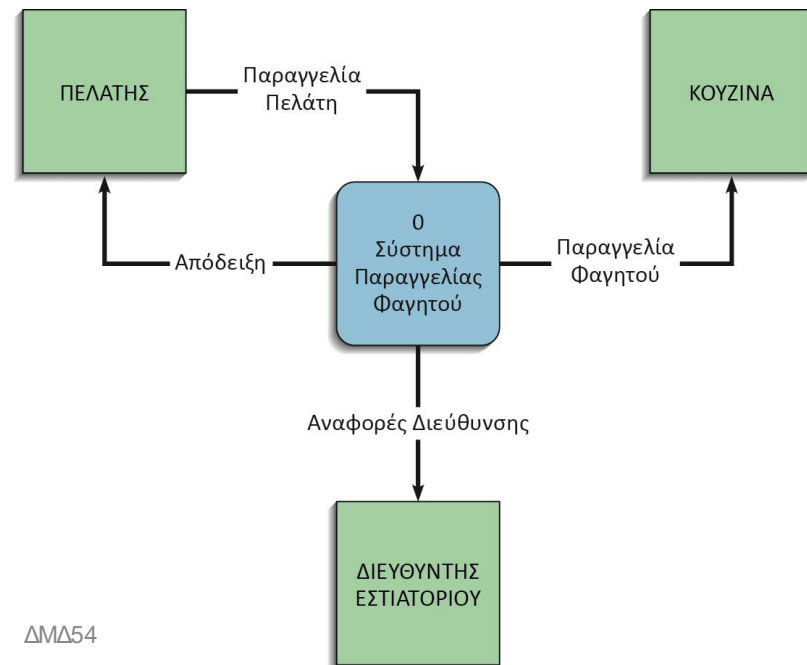 ΠΕΛΑΤΗΣ
Παραγγελία
Πελάτη
ΚΟΥΖΙΝΑ
0
Σύστημα
Παραγγελίας
Φαγητού
Απόδειξη
Παραγγελία
Φαγητού
Αναφορές Διεύθυνσης
ΔΙΕΥΘΥΝΤΗΣ
ΕΣΤΙΑΤΟΡΙΟΥ
ΔΜΔ54